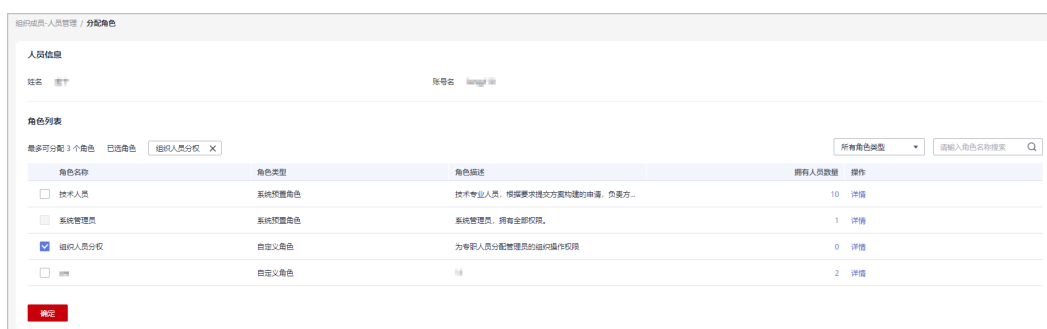 组织成员-人员管理 / 分配角色
人员信息
姓名
账号名
角色列表
最多可分配 3 个角色 已选角色 组织人员分权 X 所有角色类型 请输入角色名称搜索
角色名称 角色类型 角色描述 拥有人员数量 操作
技术人员 系统预置角色 技术专业人员，根据要求提交方案构建的申请，负责方... 10 详情
系统管理员 系统预置角色 系统管理员，拥有全部权限。 1 详情
组织人员分权 自定义角色 为专职人员分配管理员的组织操作权限 0 详情
自定义角色 2 详情
确定